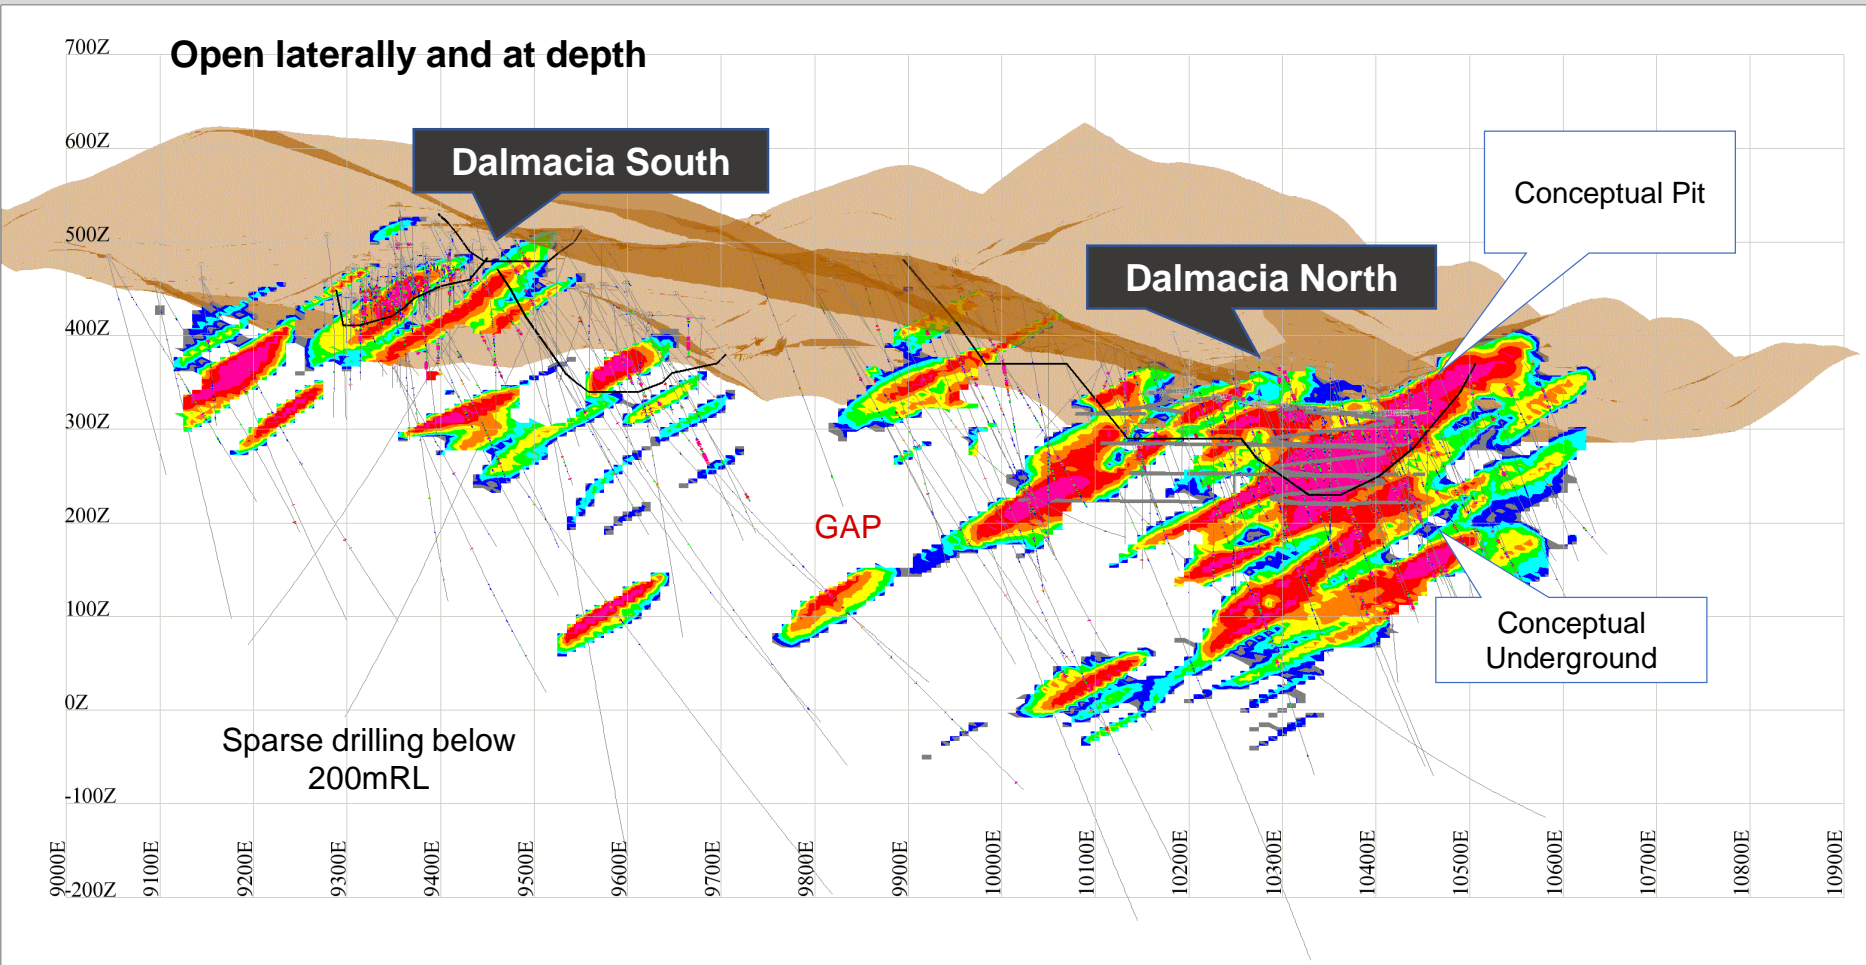 Open laterally and at depth
700Z
600Z
500Z
400Z
300Z
200Z
100Z
0Z
-100Z
-200Z
Dalmacia South
Dalmacia North
Conceptual Pit
GAP
Conceptual
Underground
Sparse drilling below
200mRL
9000E
9100E
9200E
9300E
9400E
9500E
9600E
9700E
9800E
9900E
10000E
10100E
10200E
10300E
10400E
10500E
10600E
10700E
10800E
10900E